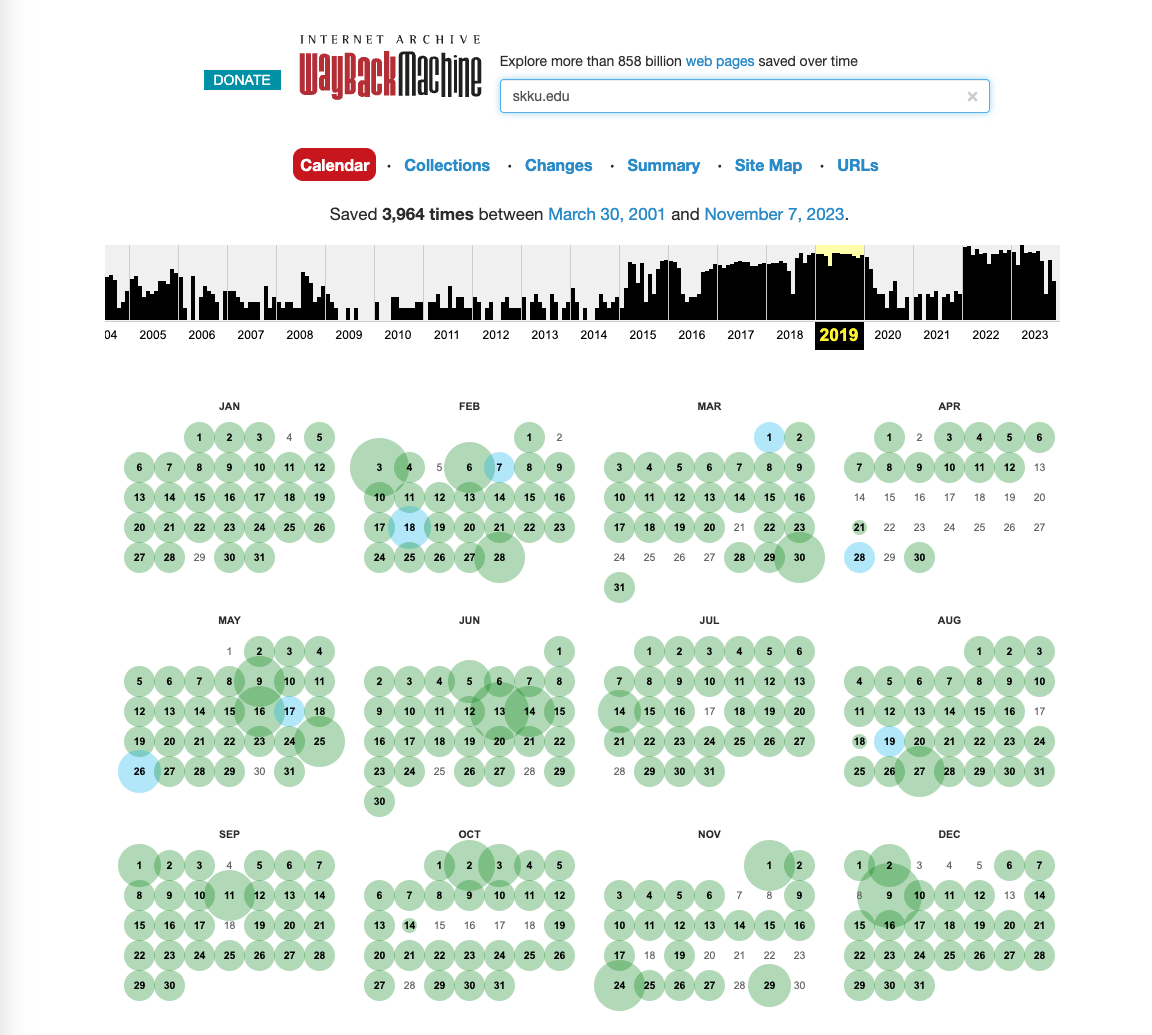 INTERNET ARCHIVE
WayBackMachine
DONATE
Explore more than 858 billion web pages saved over time
skku.edu ×
Calendar · Collections · Changes · Summary · Site Map · URLs
Saved 3,964 times between March 30, 2001 and November 7, 2023.
04 2005 2006 2007 2008 2009 2010 2011 2012 2013 2014 2015 2016 2017 2018 2019 2020 2021 2022 2023
JAN
1 2 3 4 5
6 7 8 9 10 11 12
13 14 15 16 17 18 19
20 21 22 23 24 25 26
27 28 29 30 31
FEB
1 2
3 4 5 6 7 8 9
10 11 12 13 14 15 16
17 18 19 20 21 22 23
24 25 26 27 28
MAR
1 2
3 4 5 6 7 8 9
10 11 12 13 14 15 16
17 18 19 20 21 22 23
24 25 26 27 28 29 30
31
APR
1 2 3 4 5 6
7 8 9 10 11 12 13
14 15 16 17 18 19 20
21 22 23 24 25 26 27
28 29 30
MAY
1 2 3 4
5 6 7 8 9 10 11
12 13 14 15 16 17 18
19 20 21 22 23 24 25
26 27 28 29 30 31
JUN
1
2 3 4 5 6 7 8
9 10 11 12 13 14 15
16 17 18 19 20 21 22
23 24 25 26 27 28 29
30
JUL
1 2 3 4 5 6
7 8 9 10 11 12 13
14 15 16 17 18 19 20
21 22 23 24 25 26 27
28 29 30 31
AUG
1 2 3
4 5 6 7 8 9 10
11 12 13 14 15 16 17
18 19 20 21 22 23 24
25 26 27 28 29 30 31
SEP
1 2 3 4 5 6 7
8 9 10 11 12 13 14
15 16 17 18 19 20 21
22 23 24 25 26 27 28
29 30
OCT
1 2 3 4 5
6 7 8 9 10 11 12
13 14 15 16 17 18 19
20 21 22 23 24 25 26
27 28 29 30 31
NOV
1 2
3 4 5 6 7 8 9
10 11 12 13 14 15 16
17 18 19 20 21 22 23
24 25 26 27 28 29 30
DEC
1 2 3 4 5 6 7
8 9 10 11 12 13 14
15 16 17 18 19 20 21
22 23 24 25 26 27 28
29 30 31